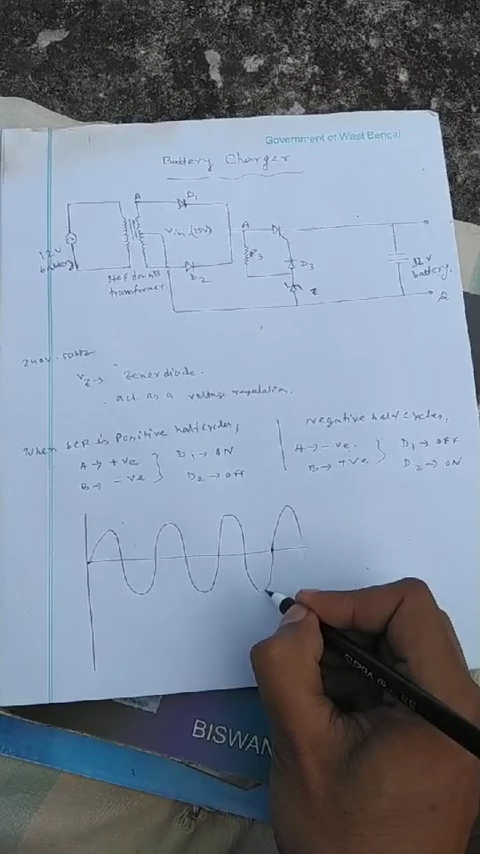 Government of West Bengal
Battery Charger
A
D1
Vin (15V)
A
12V
battery
R3
D3
12V
battery.
Step down
transformer
D2
Z
240V-50Hz
VZ → Zener diode.
act as a voltage regulation.
When SCR is Positive half cycles,
A → +ve } D1 → ON
B → -ve } D2 → OFF
negative half cycles,
A → -ve. } D1 → OFF
B → +ve } D2 → ON
BISWAN